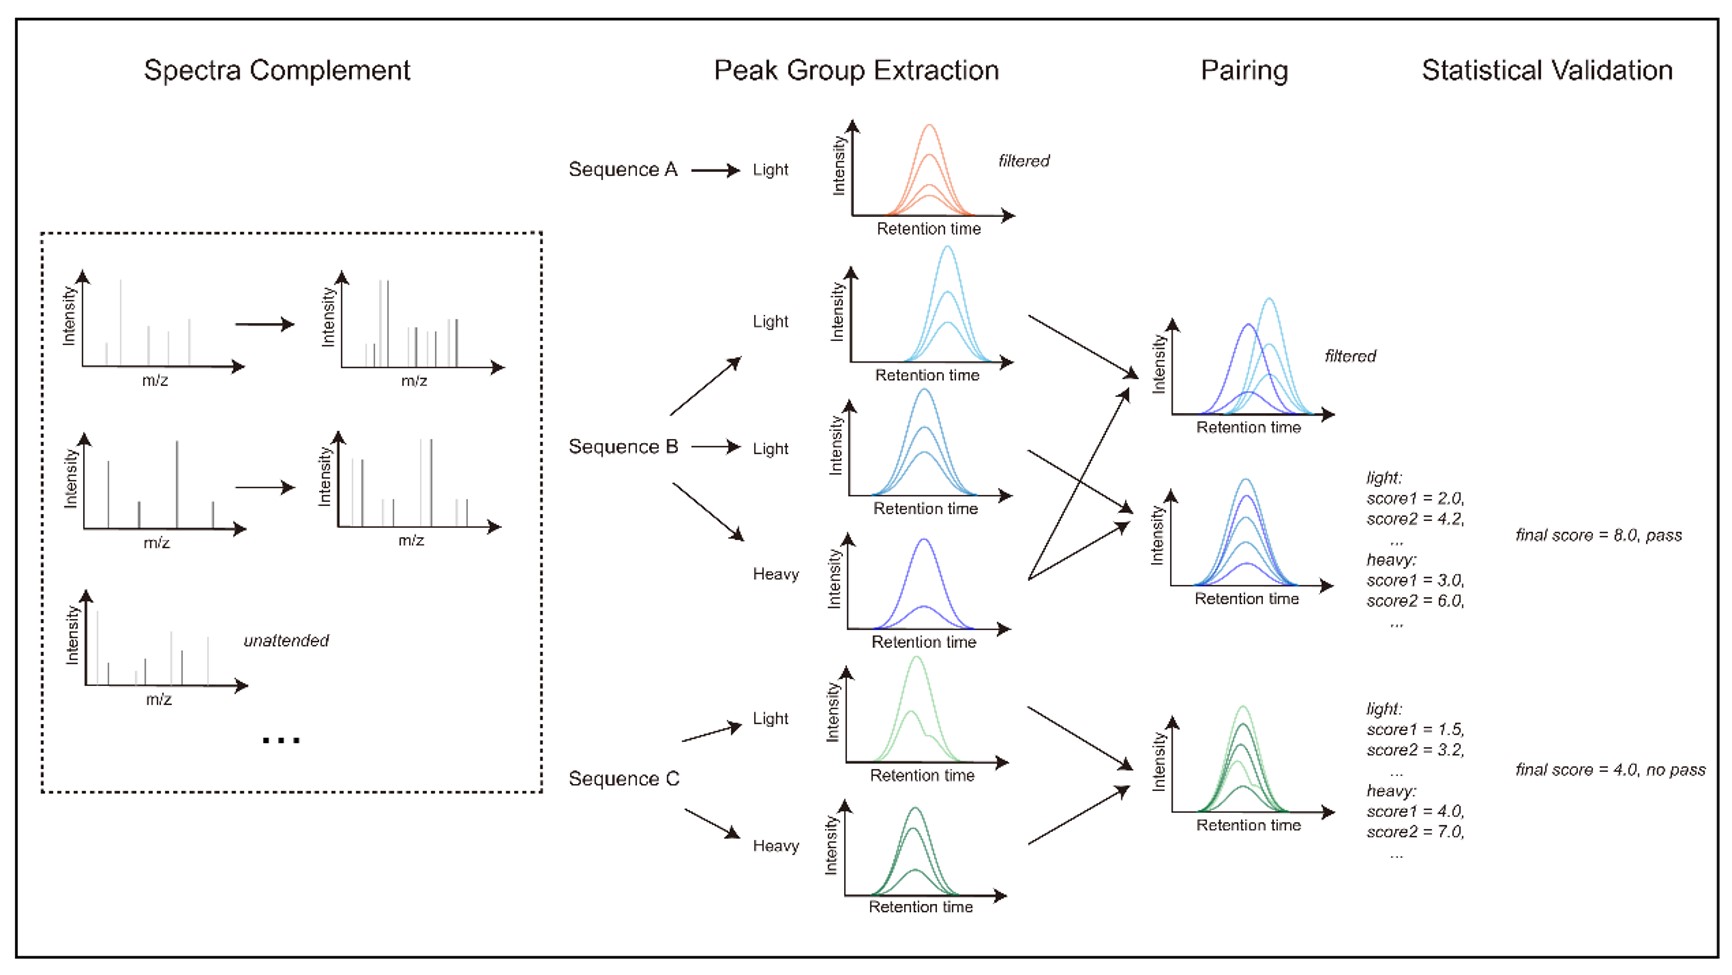 Spectra Complement
Peak Group Extraction
Pairing
Statistical Validation
Intensity
m/z
Intensity
m/z
Intensity
m/z
Intensity
m/z
Intensity
m/z
unattended
...
Sequence A
Light
Intensity
Retention time
filtered
Sequence B
Light
Intensity
Retention time
Light
Intensity
Retention time
Heavy
Intensity
Retention time
Sequence C
Light
Intensity
Retention time
Heavy
Intensity
Retention time
Intensity
Retention time
filtered
Intensity
Retention time
light:
score1 = 2.0,
score2 = 4.2,
...
heavy:
score1 = 3.0,
score2 = 6.0,
...
final score = 8.0, pass
Intensity
Retention time
light:
score1 = 1.5,
score2 = 3.2,
...
heavy:
score1 = 4.0,
score2 = 7.0,
...
final score = 4.0, no pass